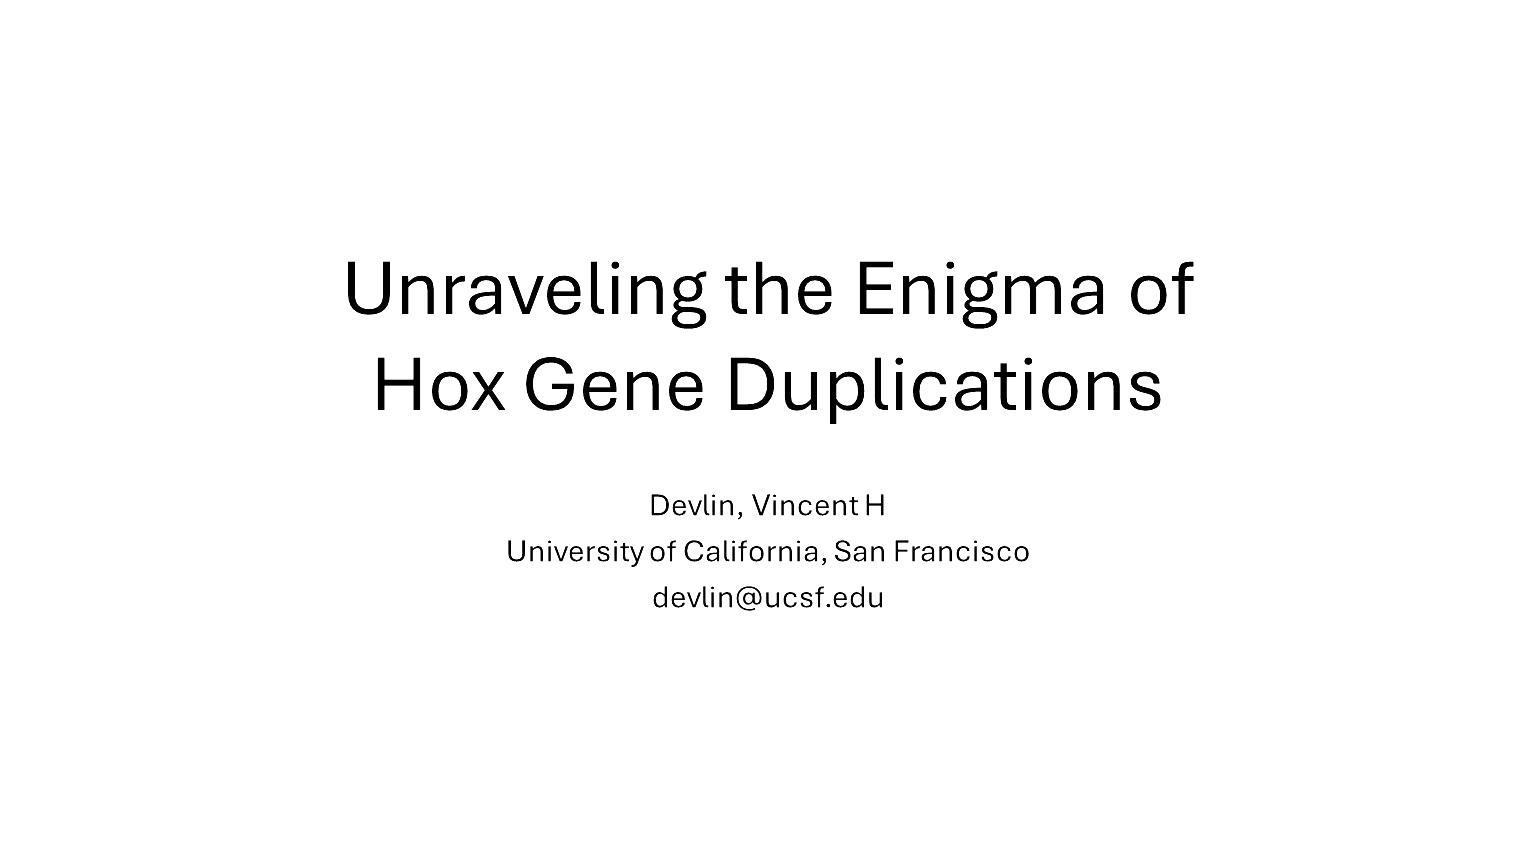 Unraveling the Enigma of
Hox Gene Duplications
Devlin, Vincent H
University of California, San Francisco
devlin@ucsf.edu